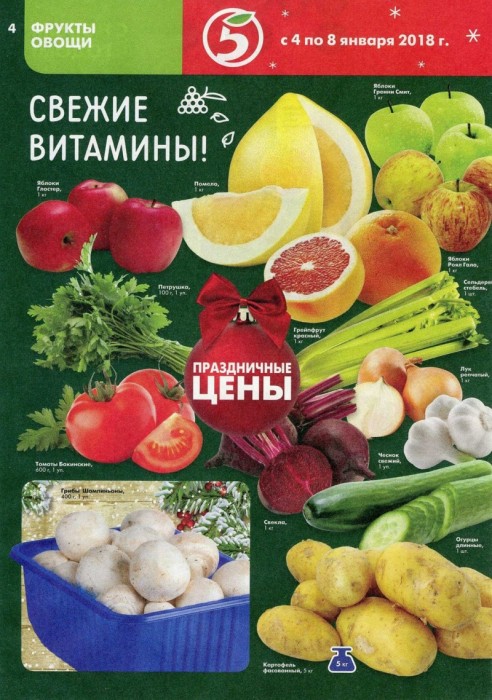 4
ФРУКТЫ
ОВОЩИ
5
с 4 по 8 января 2018 г.
СВЕЖИЕ
ВИТАМИНЫ!
Яблоки
Гренни Смит,
1 кг
Яблоки
Глостер,
1 кг
Помело,
1 кг
Яблоки
Роял Гала,
1 кг
Петрушка,
100 г, 1 уп.
Сельдерей
стебель,
1 шт.
Грейпфрут
красный,
1 кг
ПРАЗДНИЧНЫЕ
ЦЕНЫ
Лук
репчатый,
1 кг
Томаты Бакинские,
600 г, 1 уп.
Чеснок
свежий,
1 уп.
Грибы Шампиньоны,
400 г, 1 уп.
Свекла,
1 кг
Огурцы
длинные,
1 шт.
Картофель
фасованный, 5 кг
5 кг